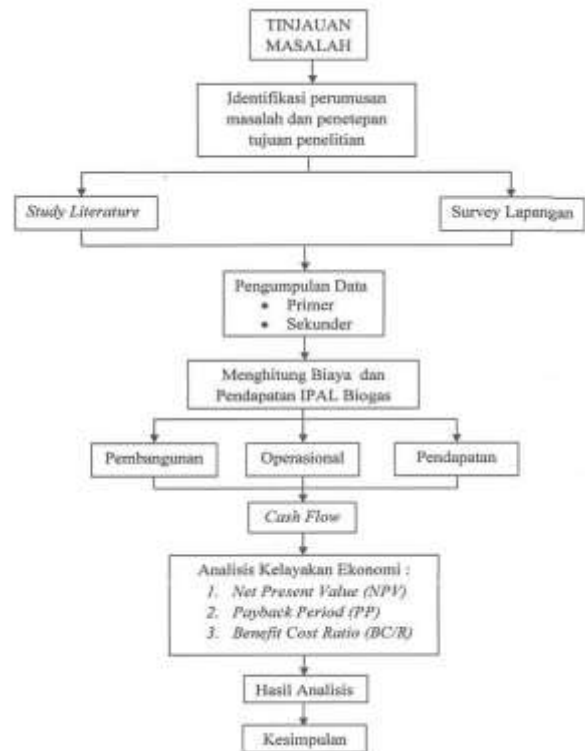 TINJAUAN
MASALAH
Identifikasi perumusan
masalah dan penetepan
tujuan penelitian
Study Literature
Survey Lapangan
Pengumpulan Data
• Primer
• Sekunder
Menghitung Biaya dan
Pendapatan IPAL Biogas
Pembangunan
Operasional
Pendapatan
Cash Flow
Analisis Kelayakan Ekonomi :
1. Net Present Value (NPV)
2. Payback Period (PP)
3. Benefit Cost Ratio (BC/R)
Hasil Analisis
Kesimpulan